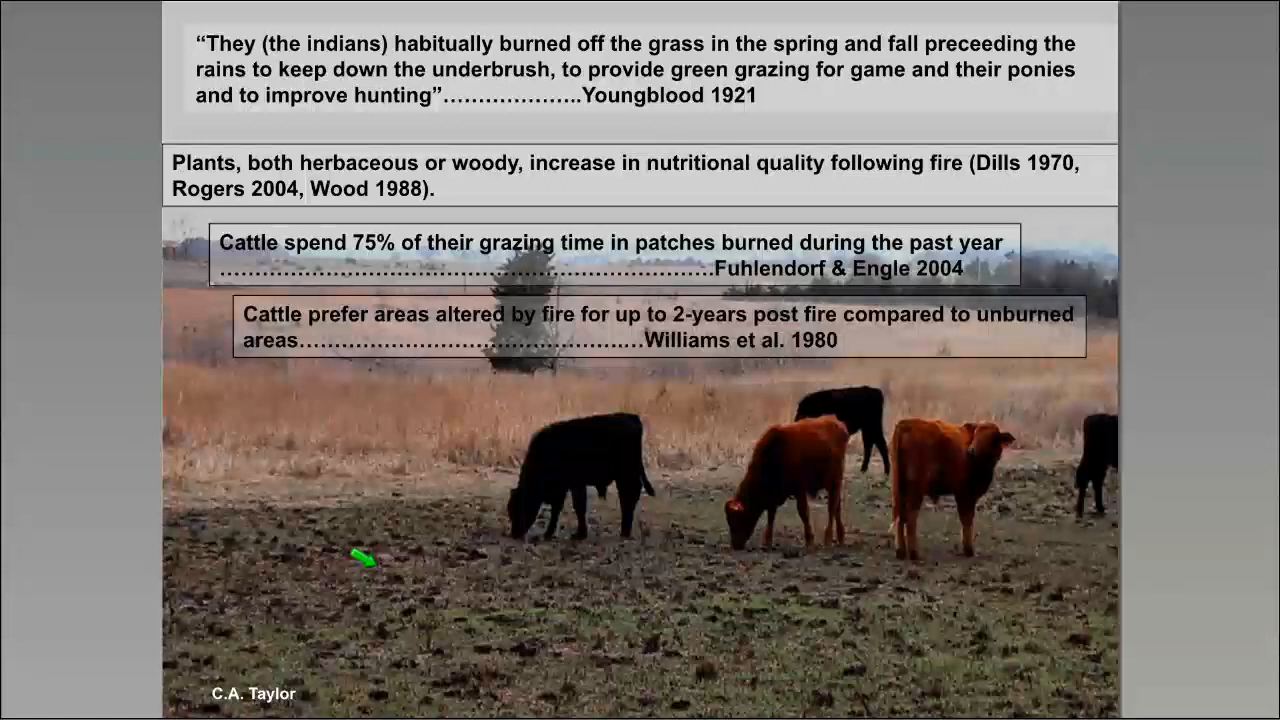 “They (the indians) habitually burned off the grass in the spring and fall preceeding the
rains to keep down the underbrush, to provide green grazing for game and their ponies
and to improve hunting”………………..Youngblood 1921
Plants, both herbaceous or woody, increase in nutritional quality following fire (Dills 1970,
Rogers 2004, Wood 1988).
Cattle spend 75% of their grazing time in patches burned during the past year
……………………………………………………………Fuhlendorf & Engle 2004
Cattle prefer areas altered by fire for up to 2-years post fire compared to unburned
areas…………………………………………Williams et al. 1980
C.A. Taylor